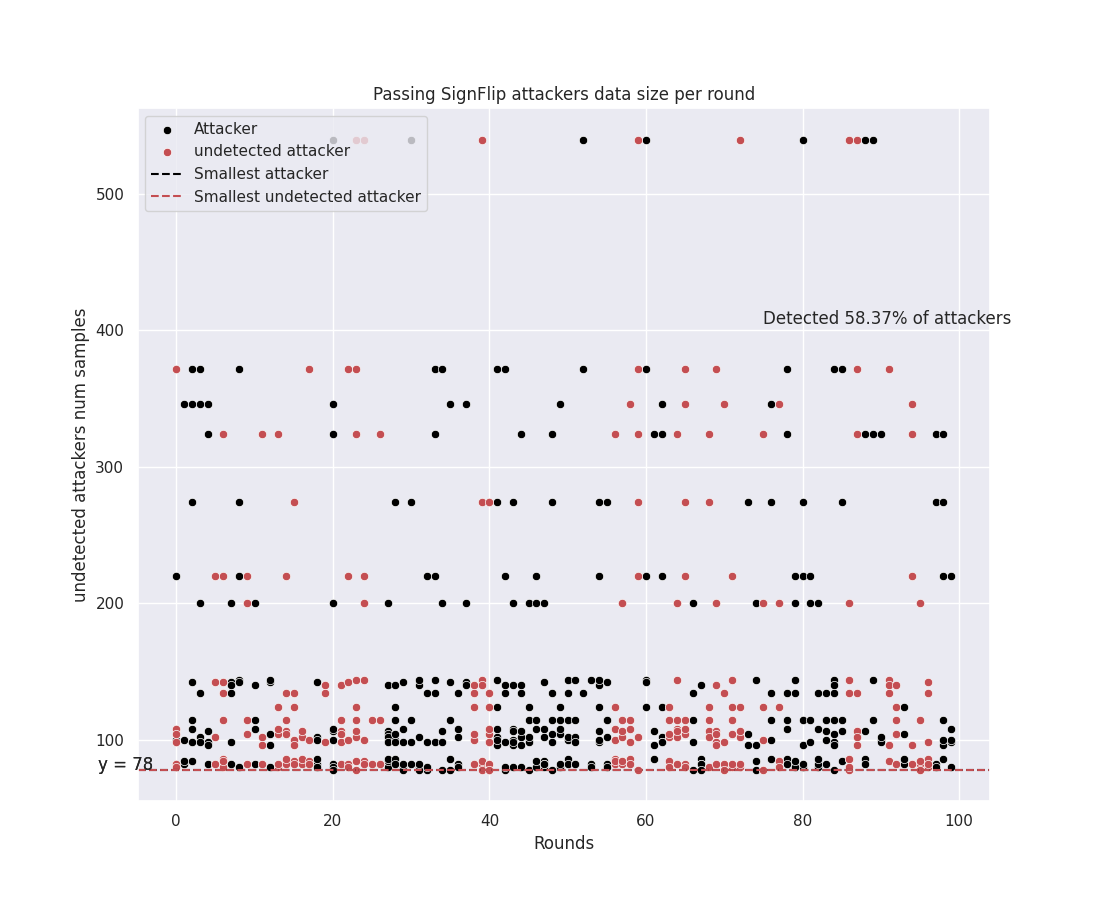 Passing SignFlip attackers data size per round
Attacker
undetected attacker
Smallest attacker
Smallest undetected attacker
500
Detected 58.37% of attackers
400
300
200
100
y = 78
undetected attackers num samples
0 20 40 60 80 100
Rounds